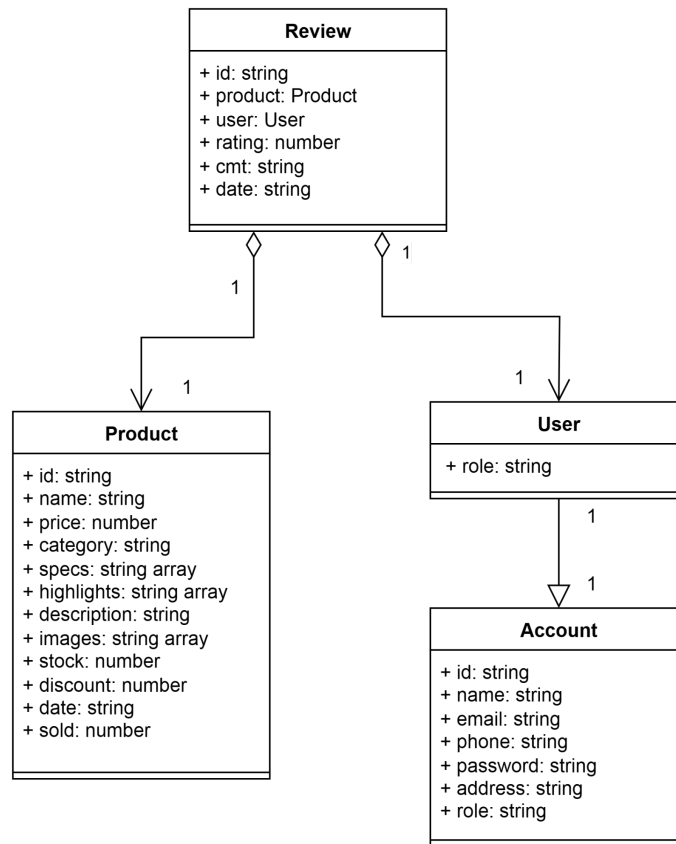 Review
+ id: string
+ product: Product
+ user: User
+ rating: number
+ cmt: string
+ date: string
1
1
1
1
Product
+ id: string
+ name: string
+ price: number
+ category: string
+ specs: string array
+ highlights: string array
+ description: string
+ images: string array
+ stock: number
+ discount: number
+ date: string
+ sold: number
User
+ role: string
1
1
Account
+ id: string
+ name: string
+ email: string
+ phone: string
+ password: string
+ address: string
+ role: string